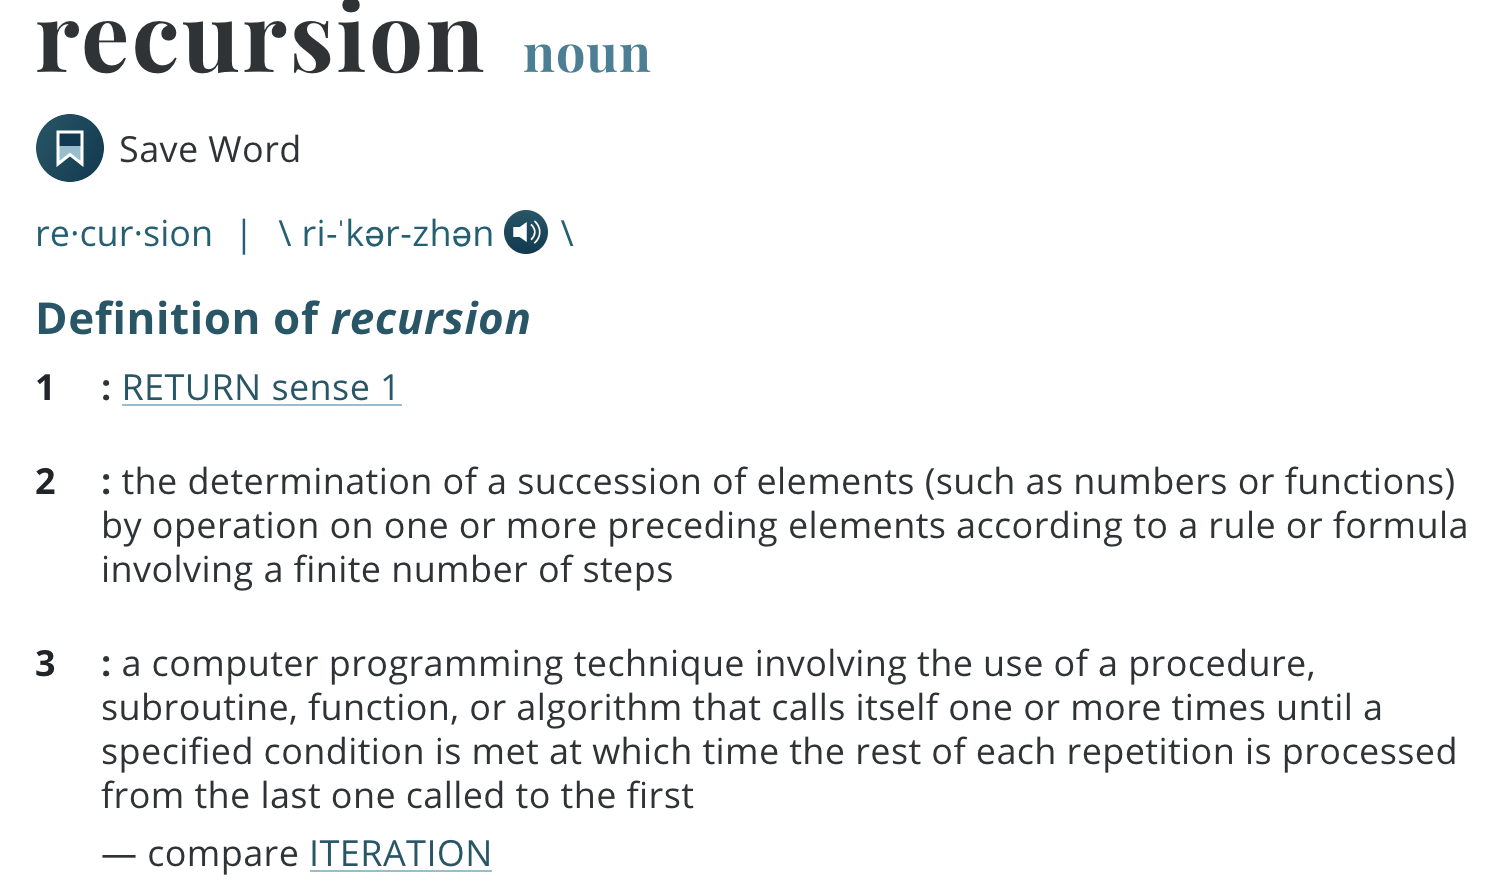 recursion noun
Save Word
re·cur·sion | \ ri-ˈkər-zhən \
Definition of recursion
1 : RETURN sense 1
2 : the determination of a succession of elements (such as numbers or functions)
by operation on one or more preceding elements according to a rule or formula
involving a finite number of steps
3 : a computer programming technique involving the use of a procedure,
subroutine, function, or algorithm that calls itself one or more times until a
specified condition is met at which time the rest of each repetition is processed
from the last one called to the first
— compare ITERATION